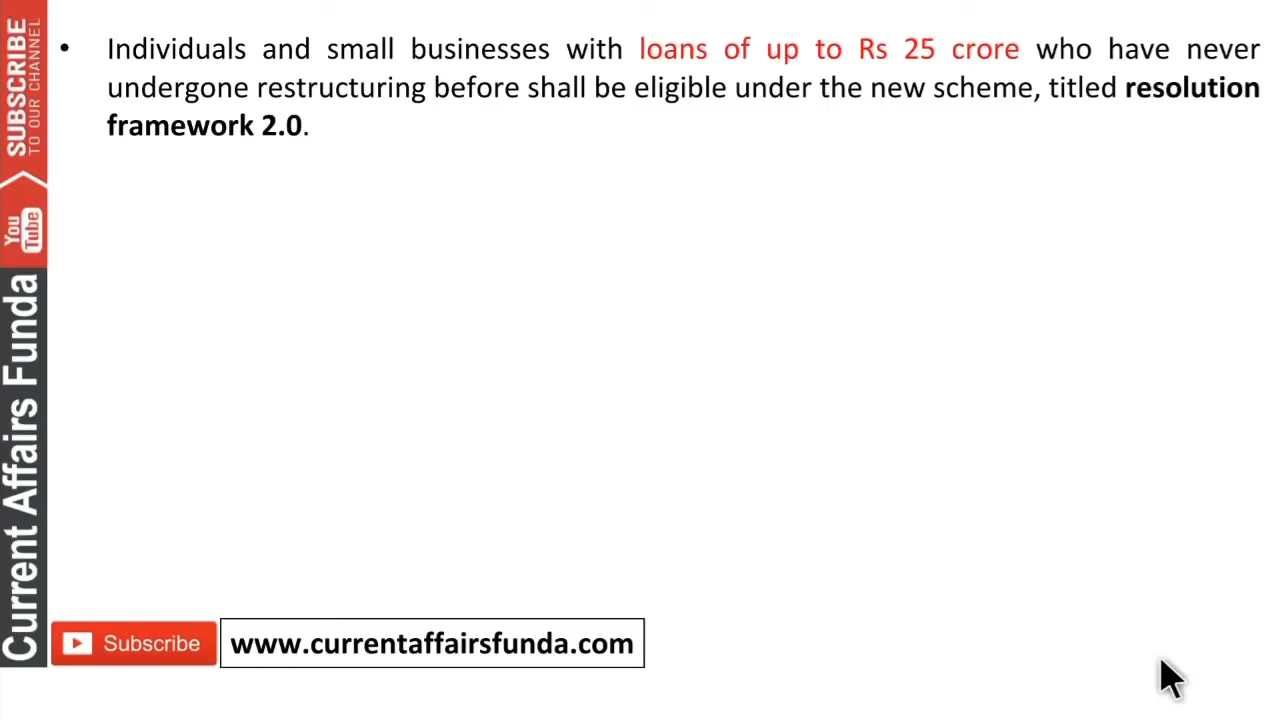 • Individuals and small businesses with loans of up to Rs 25 crore who have never
undergone restructuring before shall be eligible under the new scheme, titled resolution
framework 2.0.
SUBSCRIBE
TO OUR CHANNEL
You
Tube
Current Affairs Funda
Subscribe
www.currentaffairsfunda.com